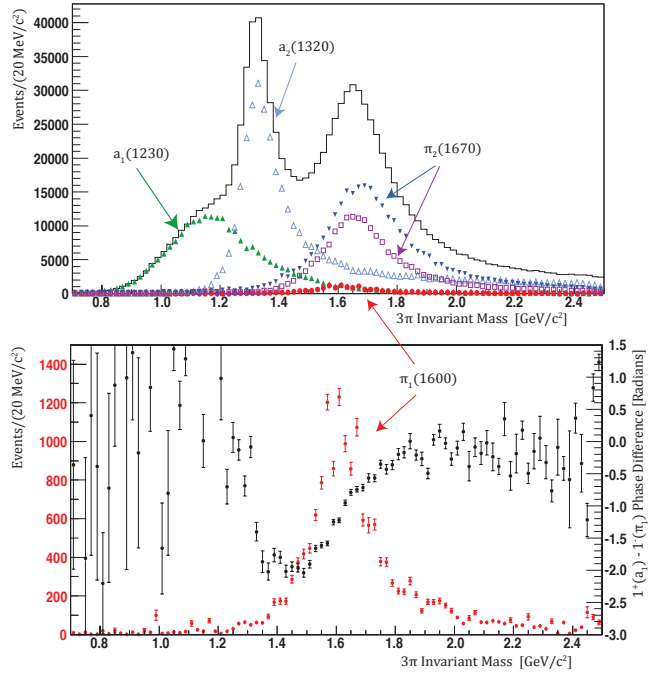 Events/(20 MeV/c²)
40000
35000
30000
25000
20000
15000
10000
5000
0
a₂(1320)
a₁(1230)
π₂(1670)
0.8 1.0 1.2 1.4 1.6 1.8 2.0 2.2 2.4
3π Invariant Mass [GeV/c²]
Events/(20 MeV/c²)
1400
1200
1000
800
600
400
200
0
π₁(1600)
1.5
1.0
0.5
0.0
-0.5
-1.0
-1.5
-2.0
-2.5
-3.0
1⁺(a₁) - 1⁻(π₁) Phase Difference [Radians]
0.8 1.0 1.2 1.4 1.6 1.8 2.0 2.2 2.4
3π Invariant Mass [GeV/c²]